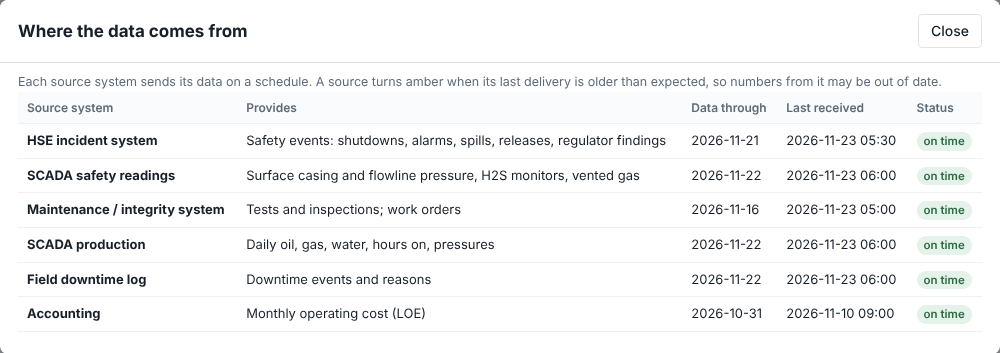 Where the data comes from
Close
Each source system sends its data on a schedule. A source turns amber when its last delivery is older than expected, so numbers from it may be out of date.
Source system Provides Data through Last received Status
HSE incident system Safety events: shutdowns, alarms, spills, releases, regulator findings 2026-11-21 2026-11-23 05:30 on time
SCADA safety readings Surface casing and flowline pressure, H2S monitors, vented gas 2026-11-22 2026-11-23 06:00 on time
Maintenance / integrity system Tests and inspections; work orders 2026-11-16 2026-11-23 05:00 on time
SCADA production Daily oil, gas, water, hours on, pressures 2026-11-22 2026-11-23 06:00 on time
Field downtime log Downtime events and reasons 2026-11-22 2026-11-23 06:00 on time
Accounting Monthly operating cost (LOE) 2026-10-31 2026-11-10 09:00 on time